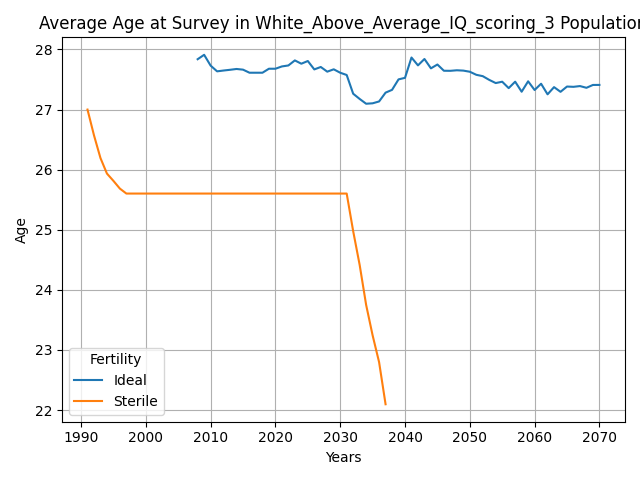 Average Age at Survey in White_Above_Average_IQ_scoring_3 Population
28
27
26
25
24
23
22
Age
Fertility
Ideal
Sterile
1990 2000 2010 2020 2030 2040 2050 2060 2070
Years